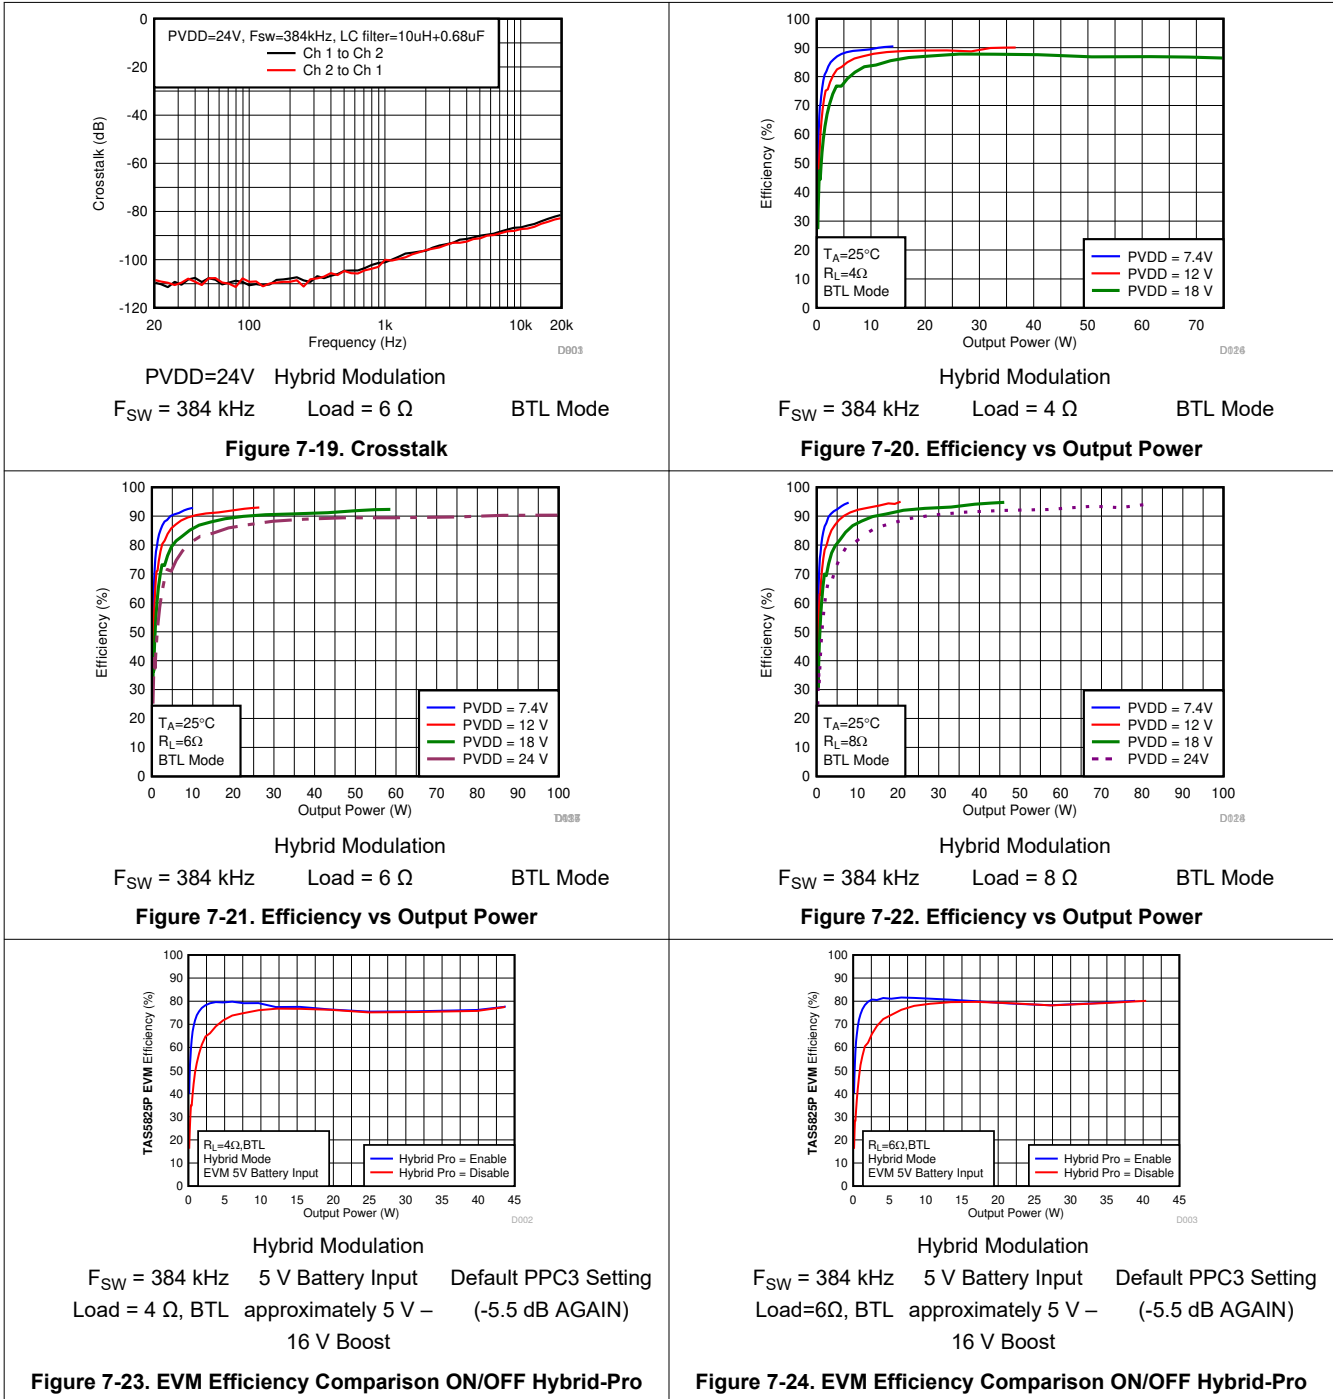 0
-20
-40
-60
-80
-100
-120
Crosstalk (dB)
PVDD=24V, Fsw=384kHz, LC filter=10uH+0.68uF
Ch 1 to Ch 2
Ch 2 to Ch 1
20 100 1k 10k 20k
Frequency (Hz)
PVDD=24V Hybrid Modulation
FSW = 384 kHz Load = 6 Ω BTL Mode
Figure 7-19. Crosstalk
100
90
80
70
60
50
40
30
20
10
0
Efficiency (%)
TA=25°C
RL=4Ω
BTL Mode
PVDD = 7.4V
PVDD = 12 V
PVDD = 18 V
0 10 20 30 40 50 60 70
Output Power (W)
Hybrid Modulation
FSW = 384 kHz Load = 4 Ω BTL Mode
Figure 7-20. Efficiency vs Output Power
100
90
80
70
60
50
40
30
20
10
0
Efficiency (%)
TA=25°C
RL=6Ω
BTL Mode
PVDD = 7.4V
PVDD = 12 V
PVDD = 18 V
PVDD = 24 V
0 10 20 30 40 50 60 70 80 90 100
Output Power (W)
Hybrid Modulation
FSW = 384 kHz Load = 6 Ω BTL Mode
Figure 7-21. Efficiency vs Output Power
100
90
80
70
60
50
40
30
20
10
0
Efficiency (%)
TA=25°C
RL=8Ω
BTL Mode
PVDD = 7.4V
PVDD = 12 V
PVDD = 18 V
PVDD = 24V
0 10 20 30 40 50 60 70 80 90 100
Output Power (W)
Hybrid Modulation
FSW = 384 kHz Load = 8 Ω BTL Mode
Figure 7-22. Efficiency vs Output Power
100
90
80
70
60
50
40
30
20
10
0
TAS5825P EVM Efficiency (%)
RL=4Ω,BTL
Hybrid Mode
EVM 5V Battery Input
Hybrid Pro = Enable
Hybrid Pro = Disable
0 5 10 15 20 25 30 35 40 45
Output Power (W)
D002
Hybrid Modulation
FSW = 384 kHz 5 V Battery Input Default PPC3 Setting
Load = 4 Ω, BTL approximately 5 V – (-5.5 dB AGAIN)
16 V Boost
Figure 7-23. EVM Efficiency Comparison ON/OFF Hybrid-Pro
100
90
80
70
60
50
40
30
20
10
0
TAS5825P EVM Efficiency (%)
RL=6Ω,BTL
Hybrid Mode
EVM 5V Battery Input
Hybrid Pro = Enable
Hybrid Pro = Disable
0 5 10 15 20 25 30 35 40 45
Output Power (W)
D003
Hybrid Modulation
FSW = 384 kHz 5 V Battery Input Default PPC3 Setting
Load=6Ω, BTL approximately 5 V – (-5.5 dB AGAIN)
16 V Boost
Figure 7-24. EVM Efficiency Comparison ON/OFF Hybrid-Pro